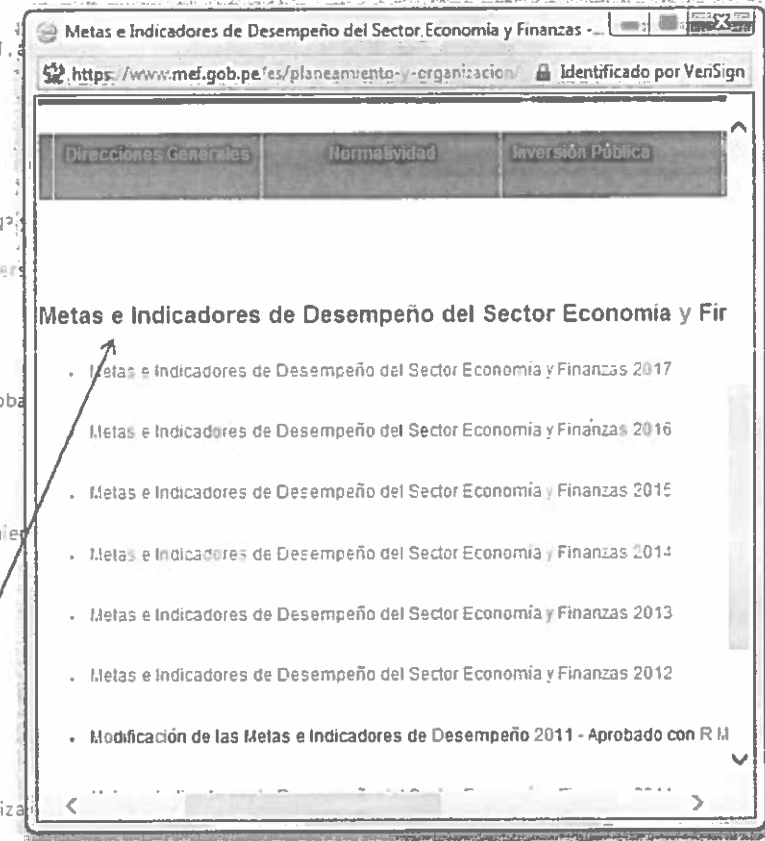 Metas e Indicadores de Desempeño del Sector Economía y Finanzas -...
https://www.mef.gob.pe/es/planeamiento-y-organizacion/ Identificado por VeriSign
Direcciones Generales Normatividad Inversión Pública
Metas e Indicadores de Desempeño del Sector Economía y Fin
• Metas e Indicadores de Desempeño del Sector Economía y Finanzas 2017
Metas e Indicadores de Desempeño del Sector Economía y Finanzas 2016
• Metas e Indicadores de Desempeño del Sector Economía y Finanzas 2015
• Metas e Indicadores de Desempeño del Sector Economía y Finanzas 2014
• Metas e Indicadores de Desempeño del Sector Economía y Finanzas 2013
• Metas e Indicadores de Desempeño del Sector Economía y Finanzas 2012
• Modificación de las Metas e Indicadores de Desempeño 2011 - Aprobado con R M